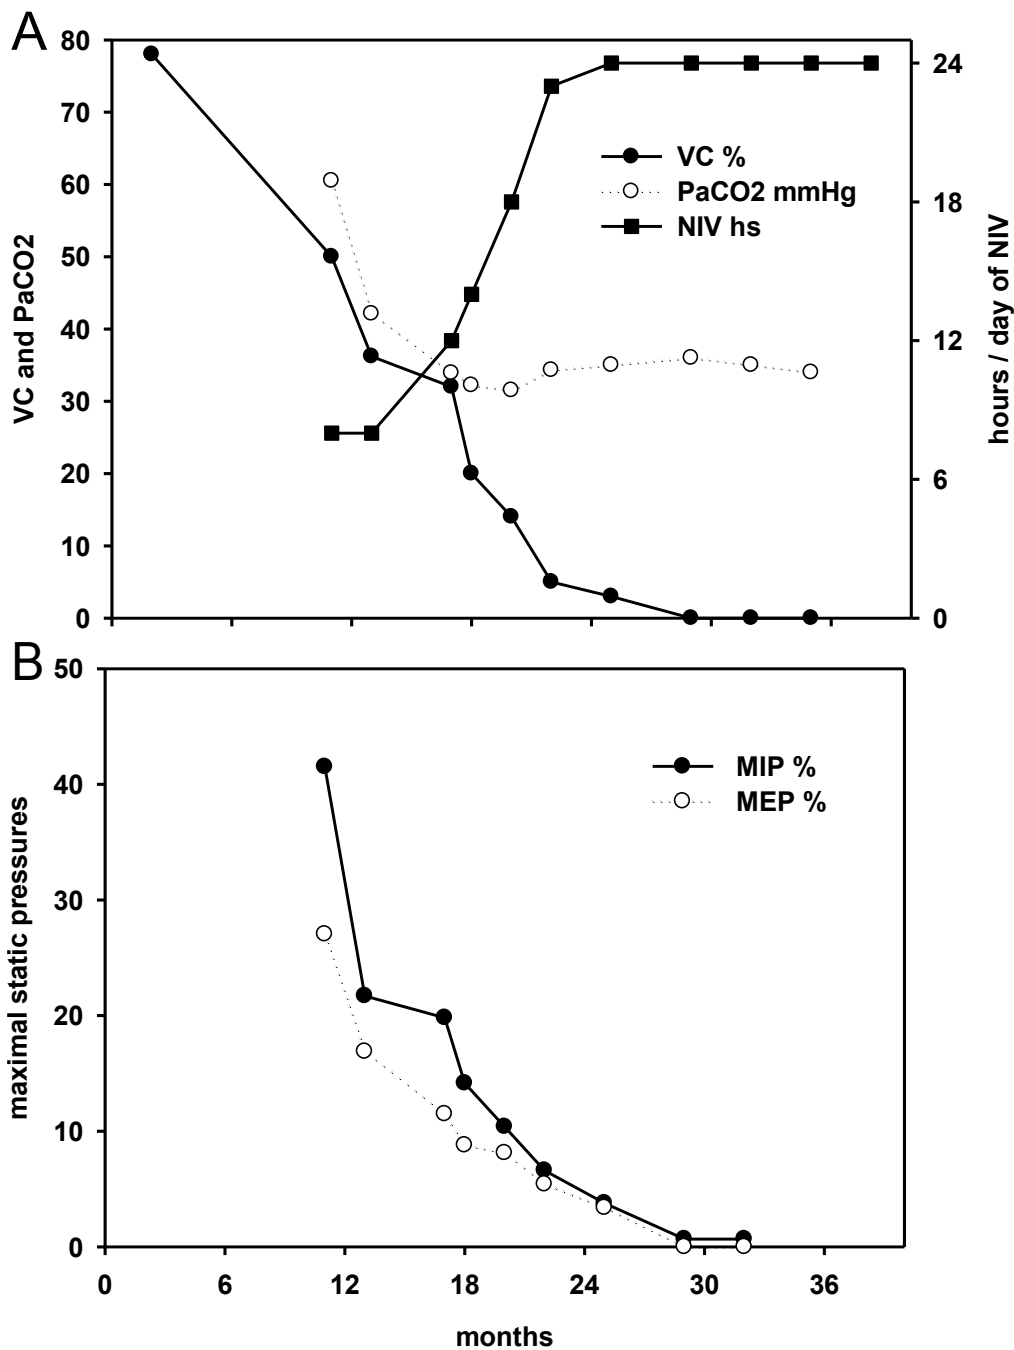 A
80
70
60
50
40
30
20
10
0
VC and PaCO2
24
18
12
6
0
hours / day of NIV
VC %
PaCO2 mmHg
NIV hs
B
50
40
30
20
10
0
maximal static pressures
MIP %
MEP %
0 6 12 18 24 30 36
months